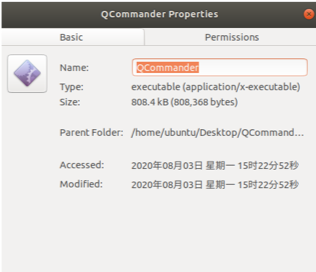 QCommander Properties
Basic Permissions
Name: QCommander
Type: executable (application/x-executable)
Size: 808.4 kB (808,368 bytes)
Parent Folder: /home/ubuntu/Desktop/QCommand...
Accessed: 2020年08月03日 星期一 15时22分52秒
Modified: 2020年08月03日 星期一 15时22分52秒